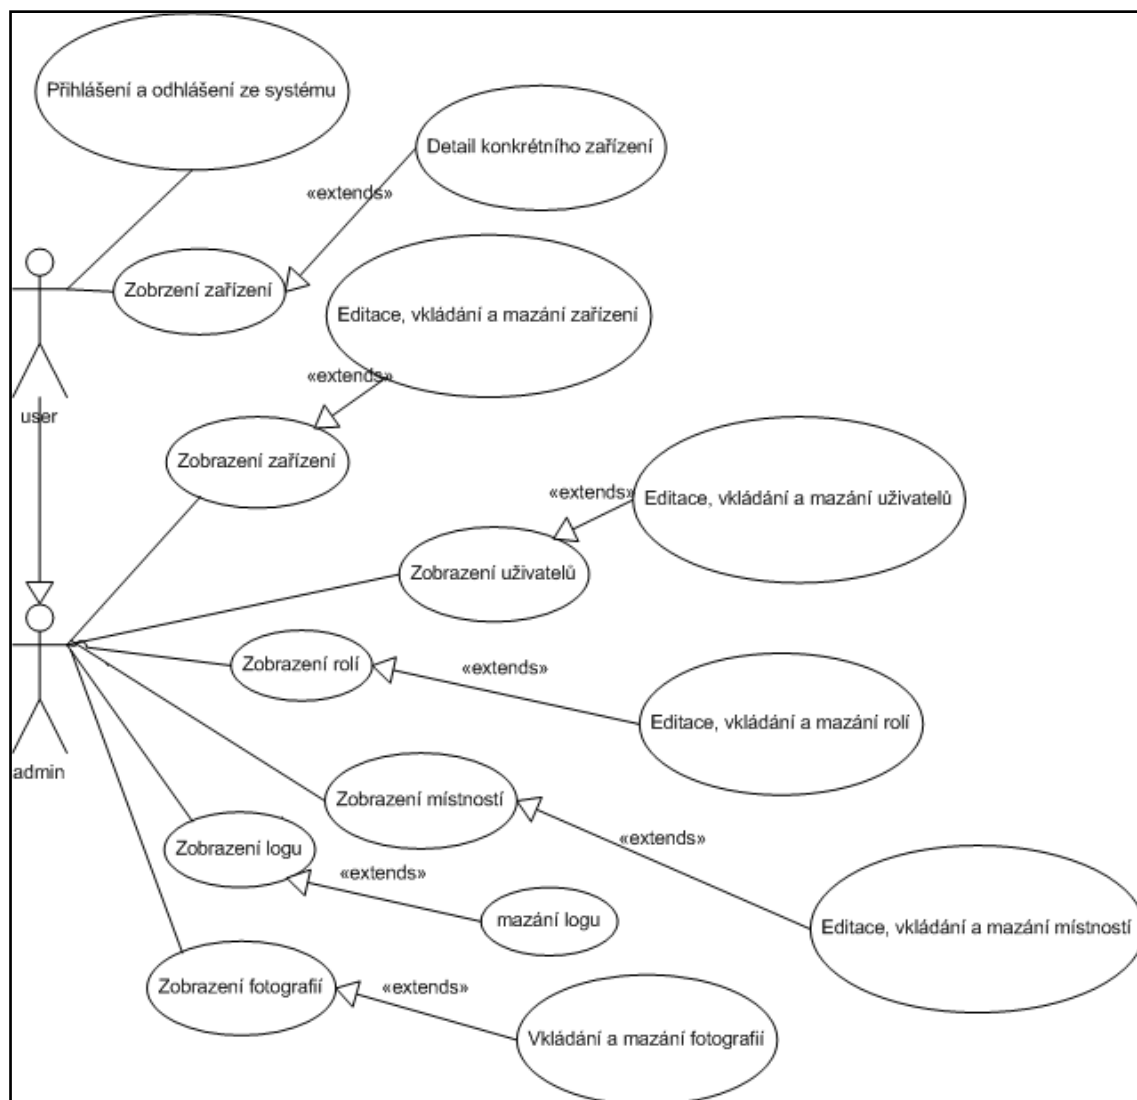 Přihlášení a odhlášení ze systému
Detail konkrétního zařízení
«extends»
Zobrzení zařízení
Editace, vkládání a mazání zařízení
«extends»
user
Zobrazení zařízení
«extends»
Editace, vkládání a mazání uživatelů
Zobrazení uživatelů
Zobrazení rolí
«extends»
Editace, vkládání a mazání rolí
admin
Zobrazení místností
«extends»
Zobrazení logu
«extends»
mazání logu
Editace, vkládání a mazání místností
Zobrazení fotografií
«extends»
Vkládání a mazání fotografií